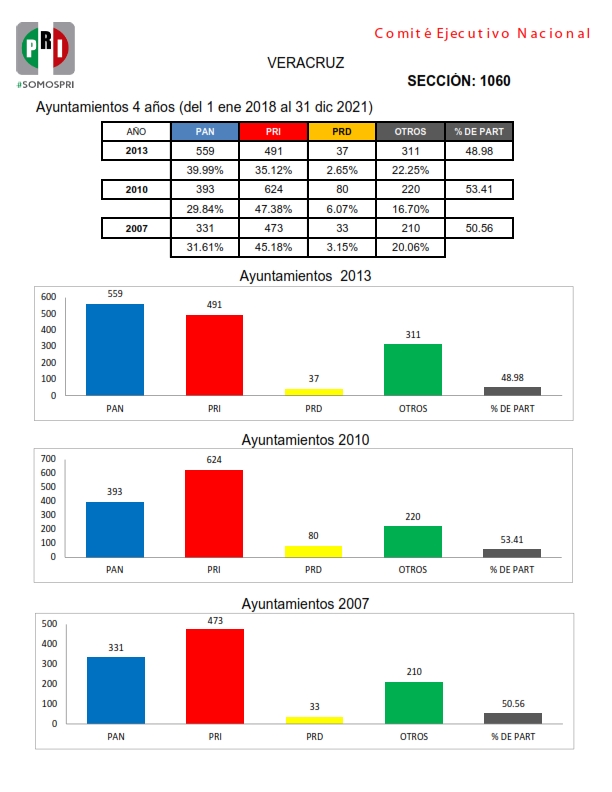 Comité Ejecutivo Nacional
PRI
#SOMOSPRI
VERACRUZ
SECCIÓN: 1060
Ayuntamientos 4 años (del 1 ene 2018 al 31 dic 2021)
AÑO PAN PRI PRD OTROS % DE PART
2013 559 491 37 311 48.98
39.99% 35.12% 2.65% 22.25%
2010 393 624 80 220 53.41
29.84% 47.38% 6.07% 16.70%
2007 331 473 33 210 50.56
31.61% 45.18% 3.15% 20.06%
Ayuntamientos 2013
600
500
400
300
200
100
0
559 491 37 311 48.98
PAN PRI PRD OTROS % DE PART
Ayuntamientos 2010
700
600
500
400
300
200
100
0
393 624 80 220 53.41
PAN PRI PRD OTROS % DE PART
Ayuntamientos 2007
500
400
300
200
100
0
331 473 33 210 50.56
PAN PRI PRD OTROS % DE PART